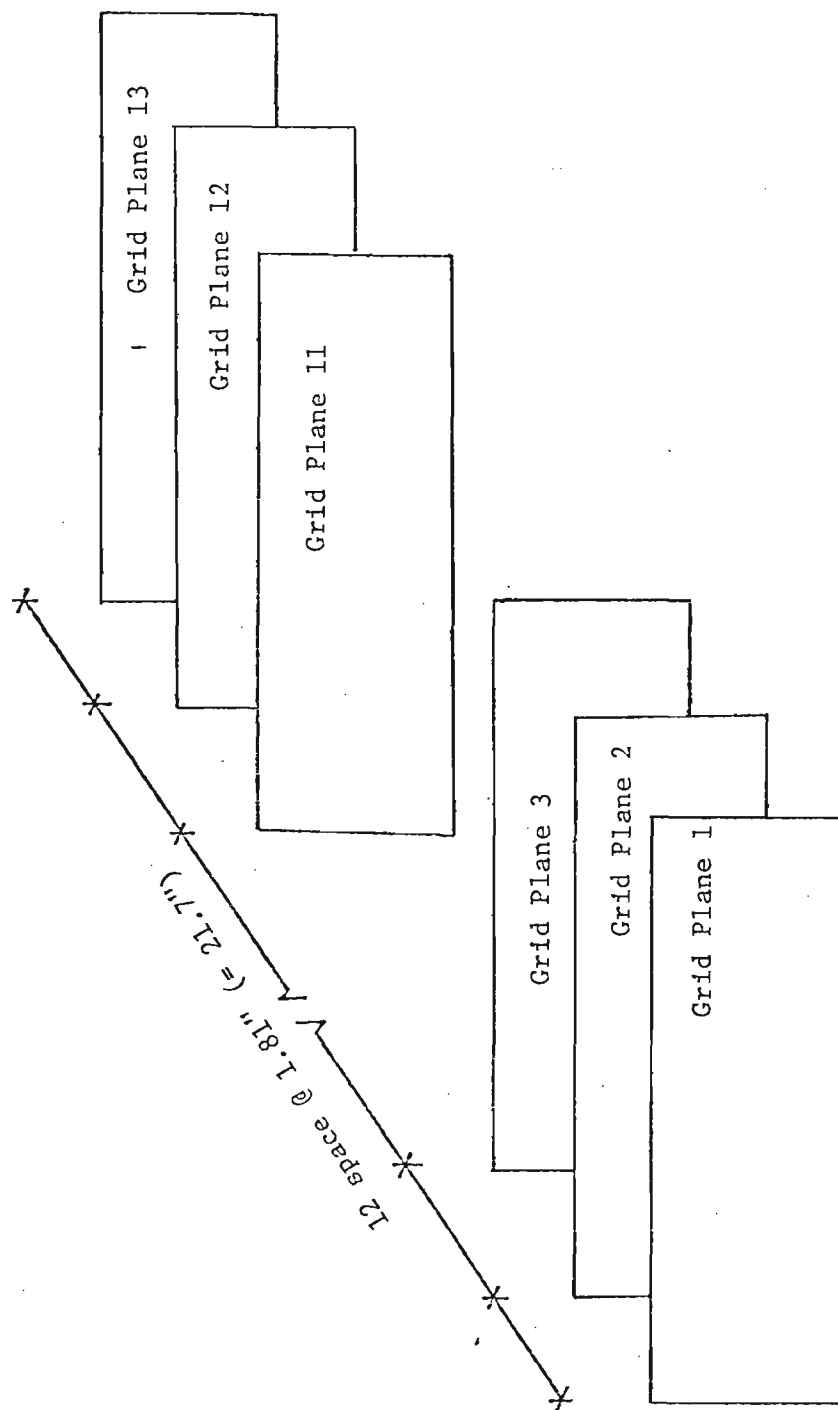 Grid Plane 13
Grid Plane 12
Grid Plane 11
12 space @ 1.81" (= 21.7")
Grid Plane 3
Grid Plane 2
Grid Plane 1